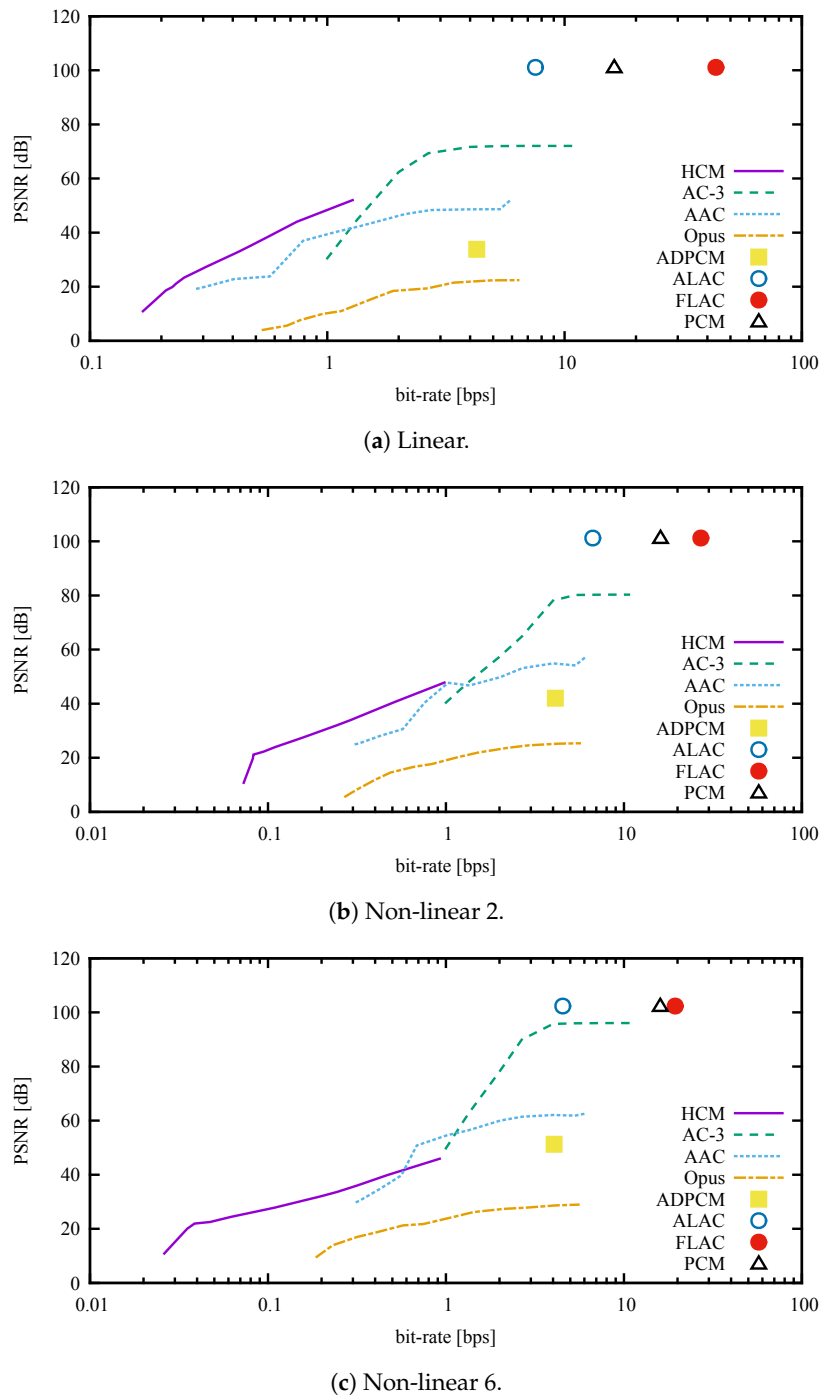 120
100
80
60
40
20
0
PSNR [dB]
HCM
AC-3
AAC
Opus
ADPCM
ALAC
FLAC
PCM
0.1 1 10 100
bit-rate [bps]
(a) Linear.
120
100
80
60
40
20
0
PSNR [dB]
HCM
AC-3
AAC
Opus
ADPCM
ALAC
FLAC
PCM
0.01 0.1 1 10 100
bit-rate [bps]
(b) Non-linear 2.
120
100
80
60
40
20
0
PSNR [dB]
HCM
AC-3
AAC
Opus
ADPCM
ALAC
FLAC
PCM
0.01 0.1 1 10 100
bit-rate [bps]
(c) Non-linear 6.